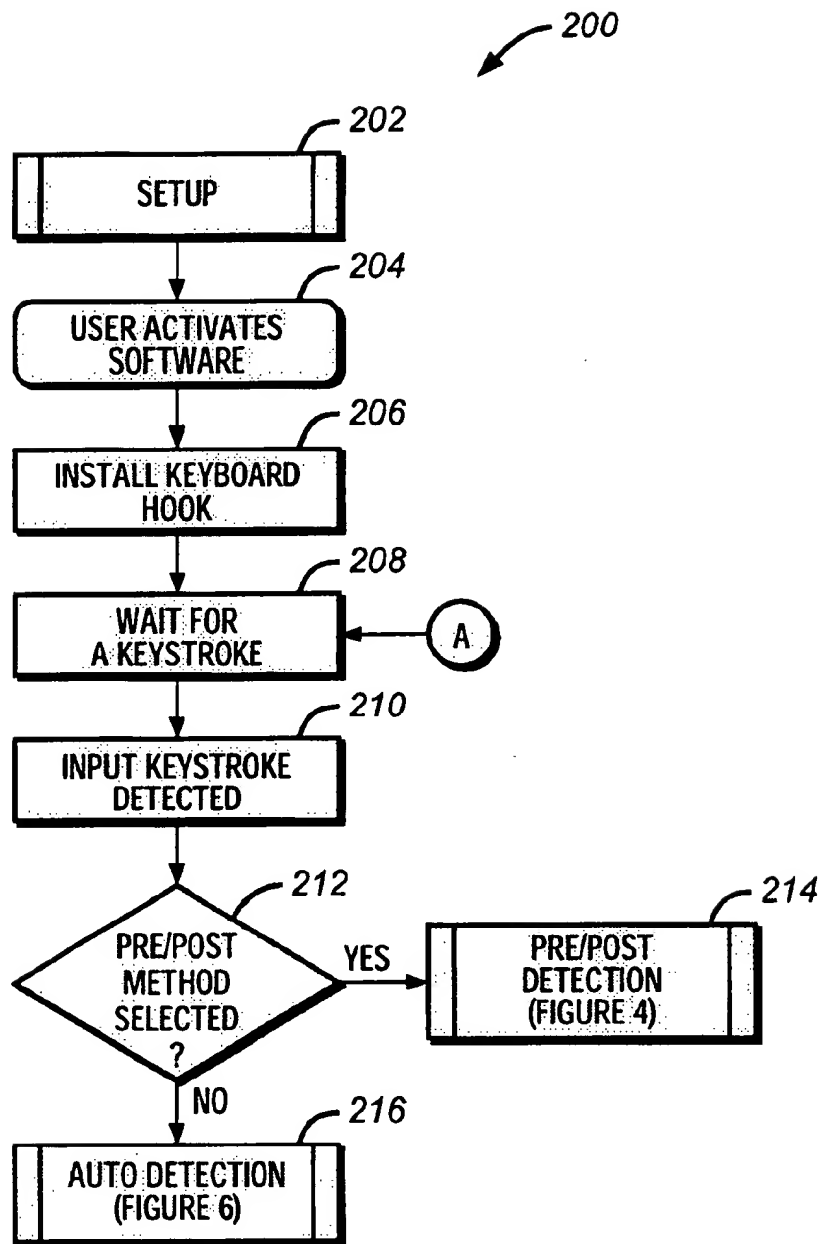 200
202
SETUP
204
USER ACTIVATES
SOFTWARE
206
INSTALL KEYBOARD
HOOK
208
WAIT FOR
A KEYSTROKE
A
210
INPUT KEYSTROKE
DETECTED
212
PRE/POST
METHOD
SELECTED
?
YES
214
PRE/POST
DETECTION
(FIGURE 4)
NO
216
AUTO DETECTION
(FIGURE 6)